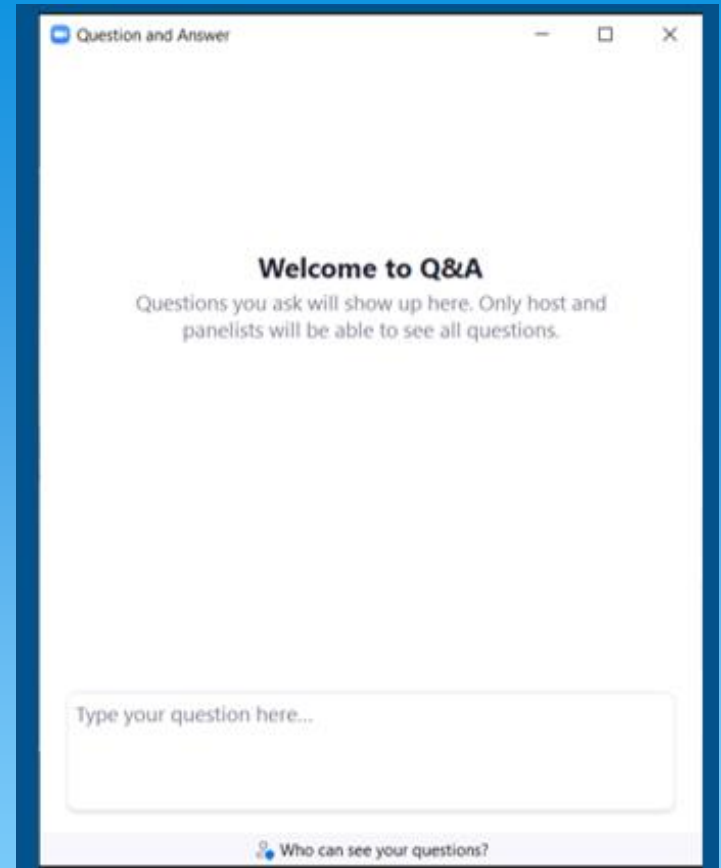 Question and Answer
Welcome to Q&A
Questions you ask will show up here. Only host and
panelists will be able to see all questions.
Type your question here...
Who can see your questions?